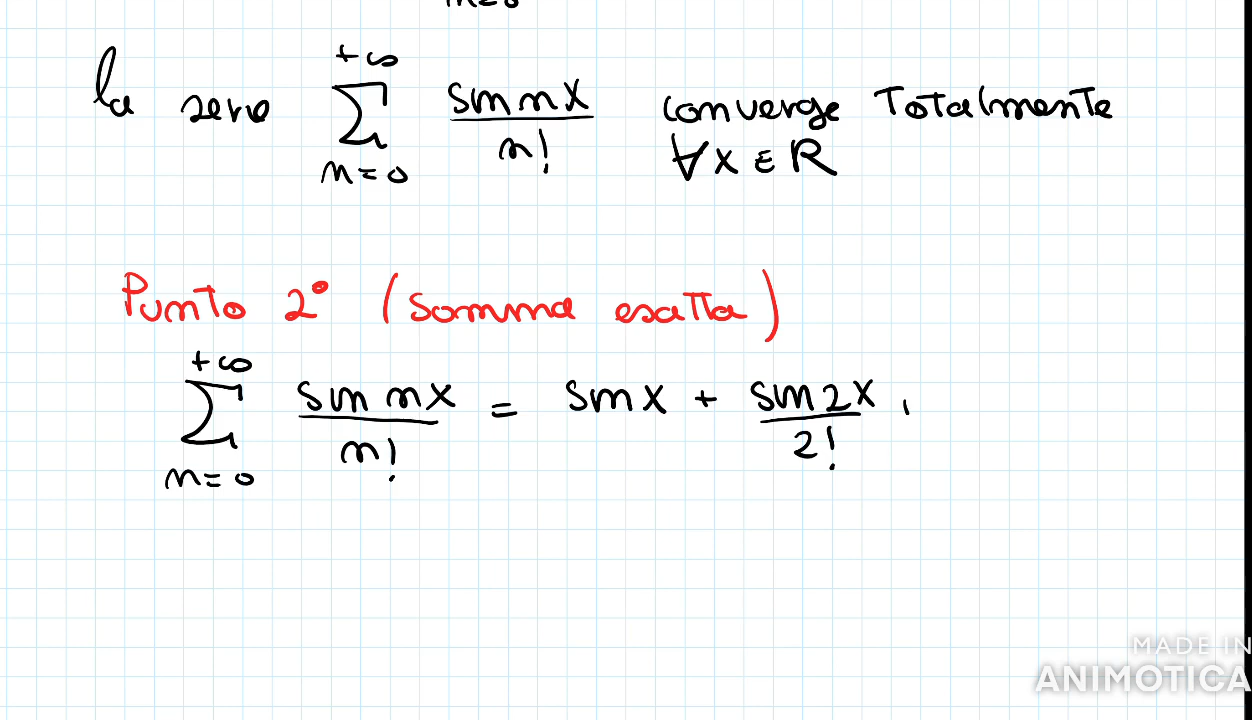 n=0
la serie +∞ ∑ n=0 sin nx / n! converge Totalmente
∀ x ∈ R
Punto 2° (somma esatta)
+∞ ∑ n=0 sin nx / n! = sin x + sin 2x / 2!
MADE IN
ANIMOTICA